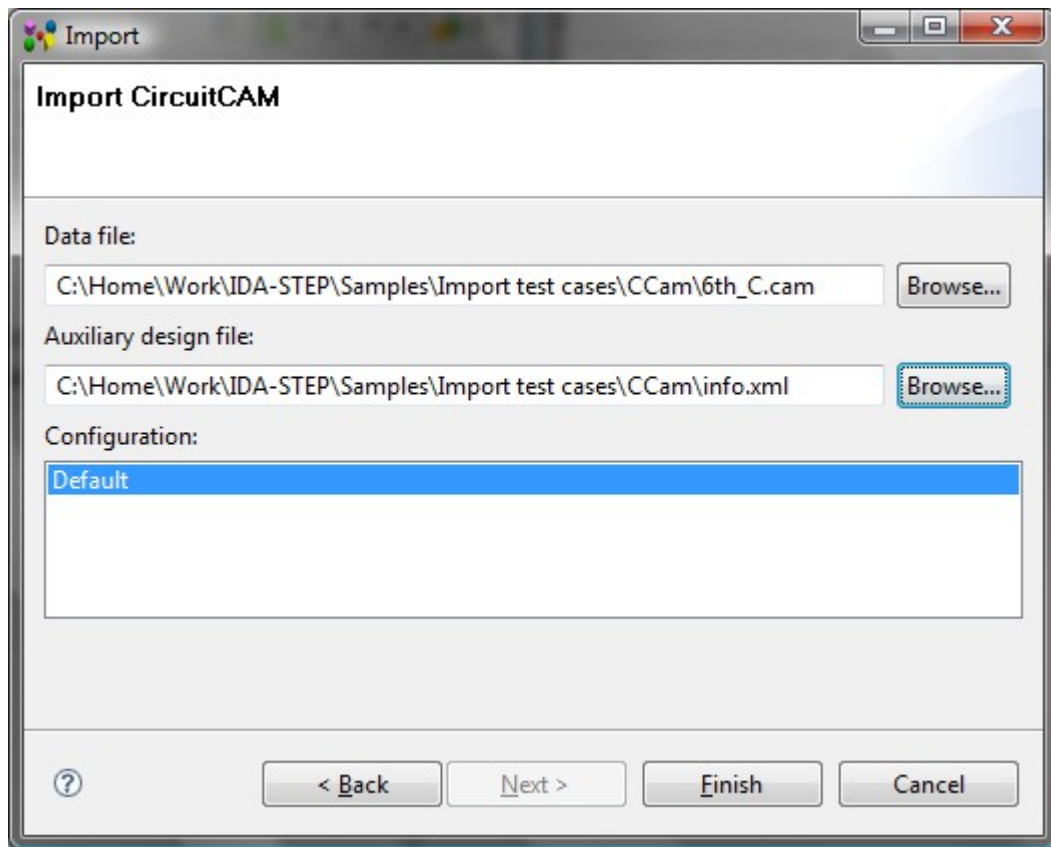 Import
Import CircuitCAM
Data file:
C:\Home\Work\IDA-STEP\Samples\Import test cases\CCam\6th_C.cam Browse...
Auxiliary design file:
C:\Home\Work\IDA-STEP\Samples\Import test cases\CCam\info.xml Browse...
Configuration:
Default
? < Back Next > Finish Cancel